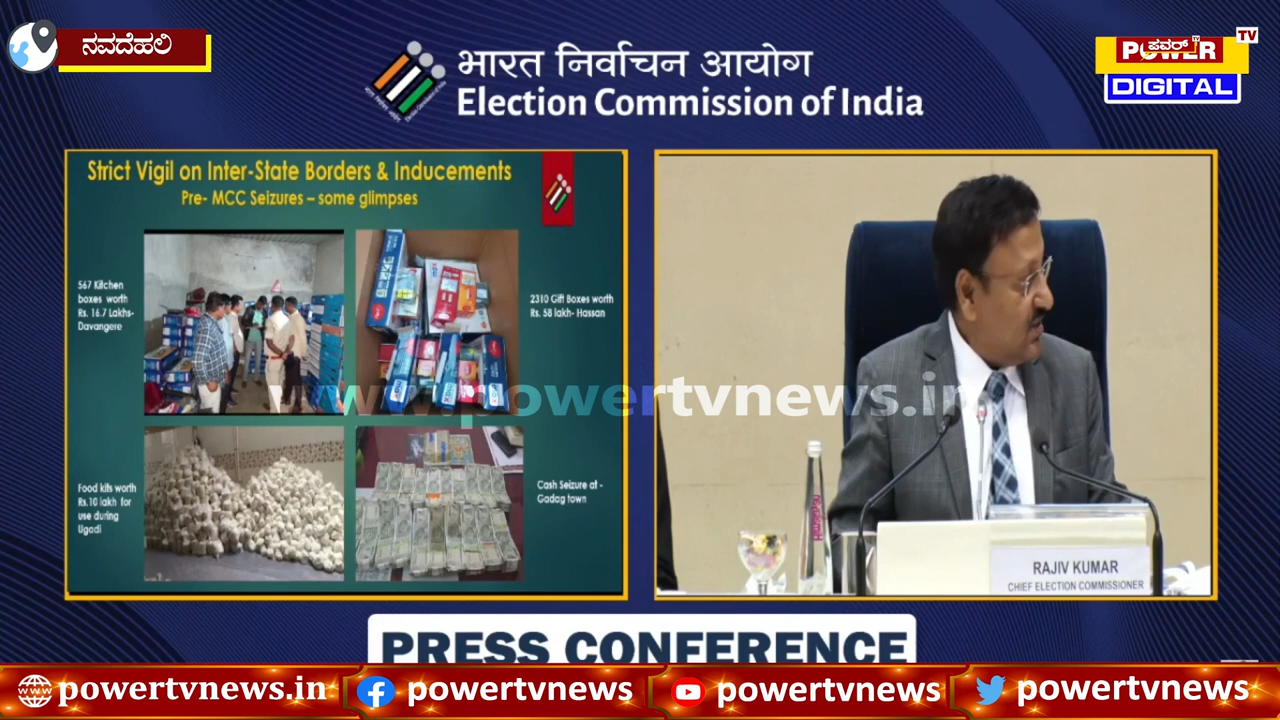 ನವದೆಹಲಿ
TV
POWER
ಪವರ್
TV
DIGITAL
भारत निर्वाचन आयोग
Election Commission of India
Strict Vigil on Inter-State Borders & Inducements
Pre- MCC Seizures – some glimpses
567 Kitchen
boxes worth
Rs. 16.7 Lakhs-
Davangere
2310 Gift Boxes worth
Rs. 58 lakh- Hassan
Food kits worth
Rs.10 lakh for
use during
Ugadi
Cash Seizure at -
Gadag town
www.powertvnews.in
RAJIV KUMAR
CHIEF ELECTION COMMISSIONER
PRESS CONFERENCE
powertvnews.in
powertvnews
powertvnews
powertvnews